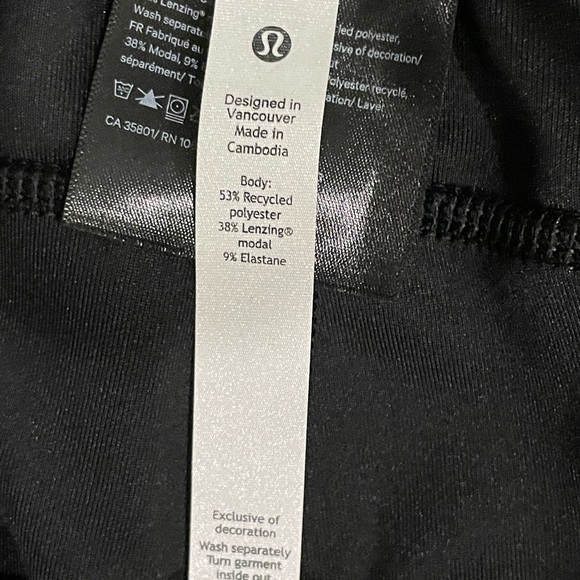 Lenzing®
Wash separate
FR Fabriqué au
38% Modal, 9%
séparément/ T
CA 35801/ RN 10
led polyester,
sive of decoration/
olyester recyclé,
ation/ Laver
Designed in
Vancouver
Made in
Cambodia
Body:
53% Recycled
polyester
38% Lenzing®
modal
9% Elastane
Exclusive of
decoration
Wash separately
Turn garment
inside out